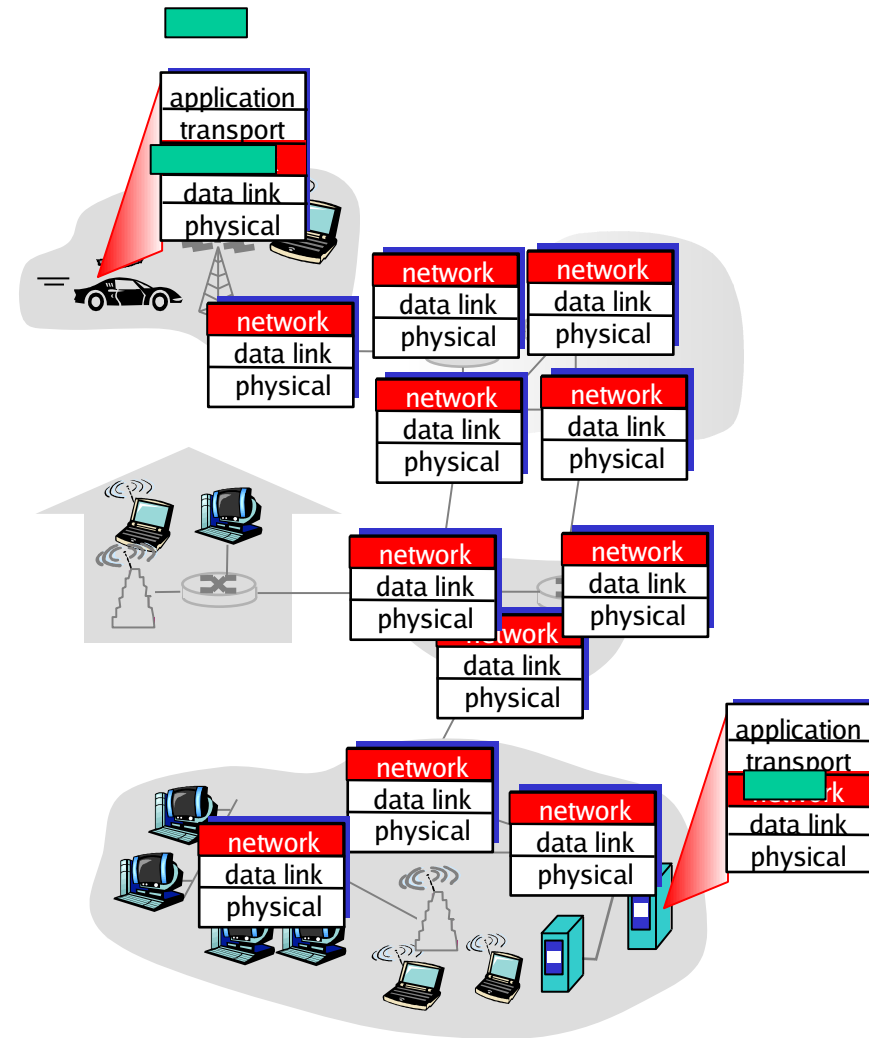 application
transport
data link
physical
network
data link
physical
network
data link
physical
network
data link
physical
network
data link
physical
network
data link
physical
network
data link
physical
network
data link
physical
network
data link
physical
application
transport
network
data link
physical
network
data link
physical
network
data link
physical
network
data link
physical